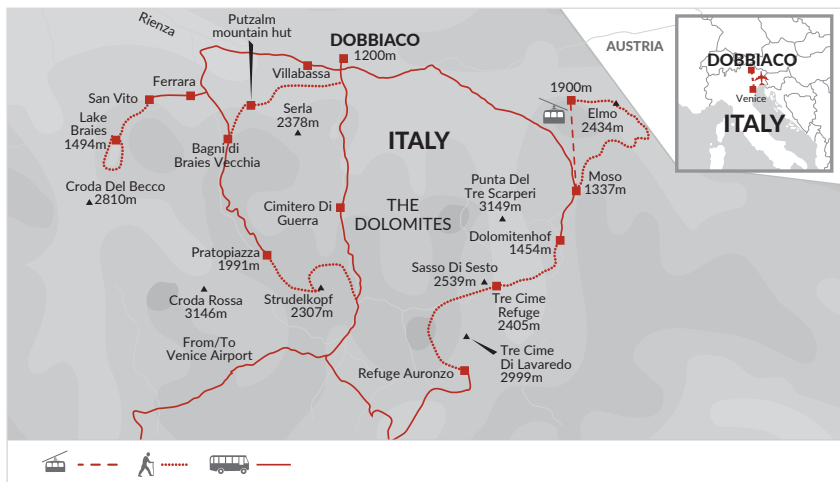 Rienza
Putzalm
mountain hut
DOBBIACO
1200m
AUSTRIA
Villabassa
Ferrara
San Vito
Lake
Braies
1494m
Serla
2378m
ITALY
1900m
Elmo
2434m
Bagni di
Braies Vecchia
Croda Del Becco
2810m
Cimitero Di
Guerra
THE
DOLOMITES
Punta Del
Tre Scarperi
3149m
Moso
1337m
Dolomitenhof
1454m
Pratopiazza
1991m
Sasso Di Sesto
2539m
Croda Rossa
3146m
Strudelkopf
2307m
Tre Cime
Refuge
2405m
From/To
Venice Airport
Refuge Auronzo
Tre Cime
Di Lavaredo
2999m
DOBBIACO
Venice
ITALY